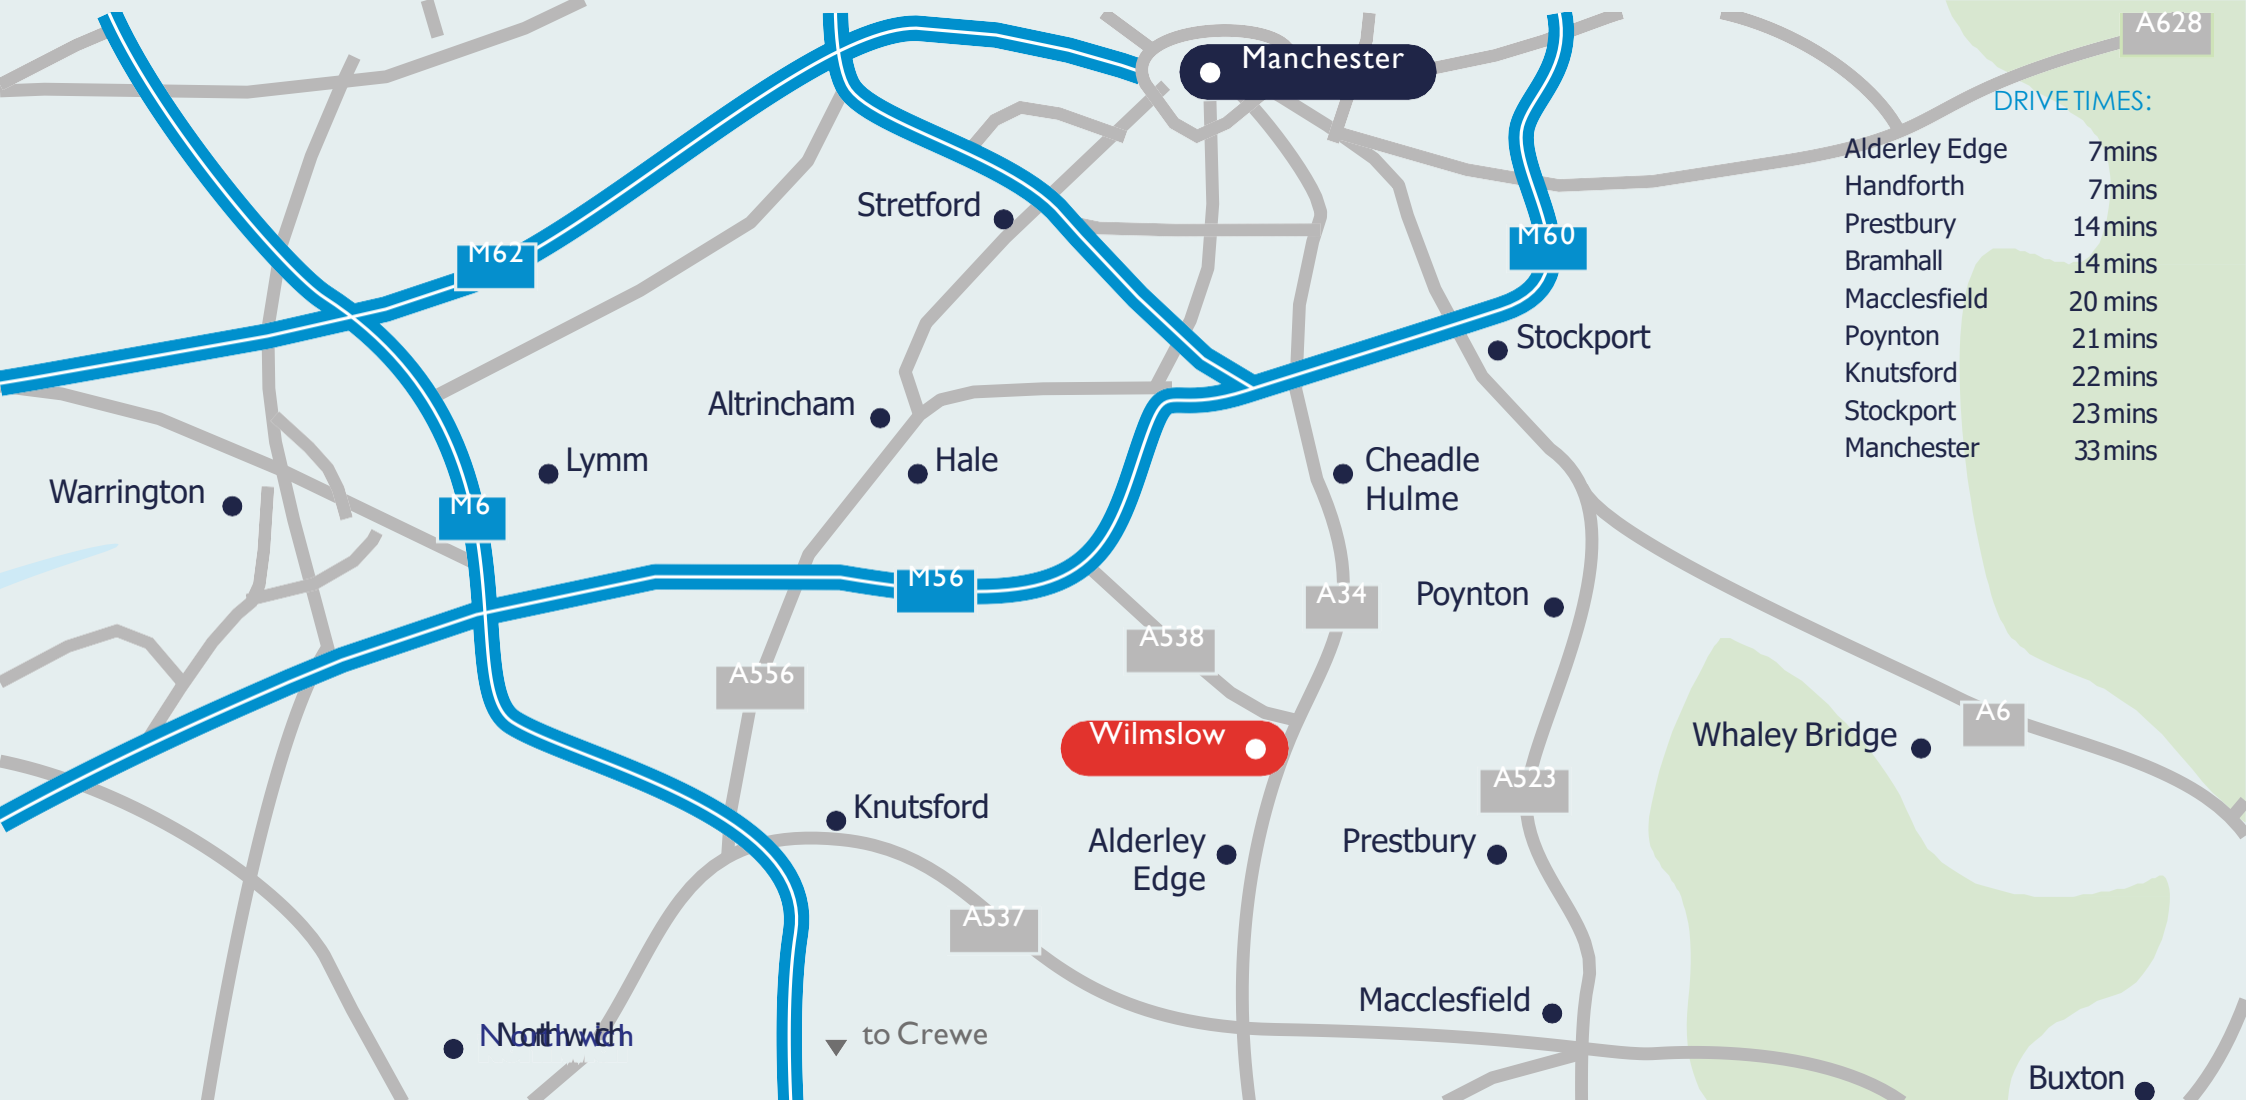 A628
Manchester
DRIVE TIMES:
Alderley Edge 7mins
Handforth 7mins
Prestbury 14mins
Bramhall 14mins
Macclesfield 20 mins
Poynton 21mins
Knutsford 22mins
Stockport 23mins
Manchester 33mins
Stretford
M62
M60
Stockport
Altrincham
Lymm
Hale
Cheadle
Hulme
Warrington
M6
M56
A34
Poynton
A538
A556
Wilmslow
A6
Whaley Bridge
A523
Knutsford
Alderley
Edge
Prestbury
A537
Macclesfield
Northwich
to Crewe
Buxton